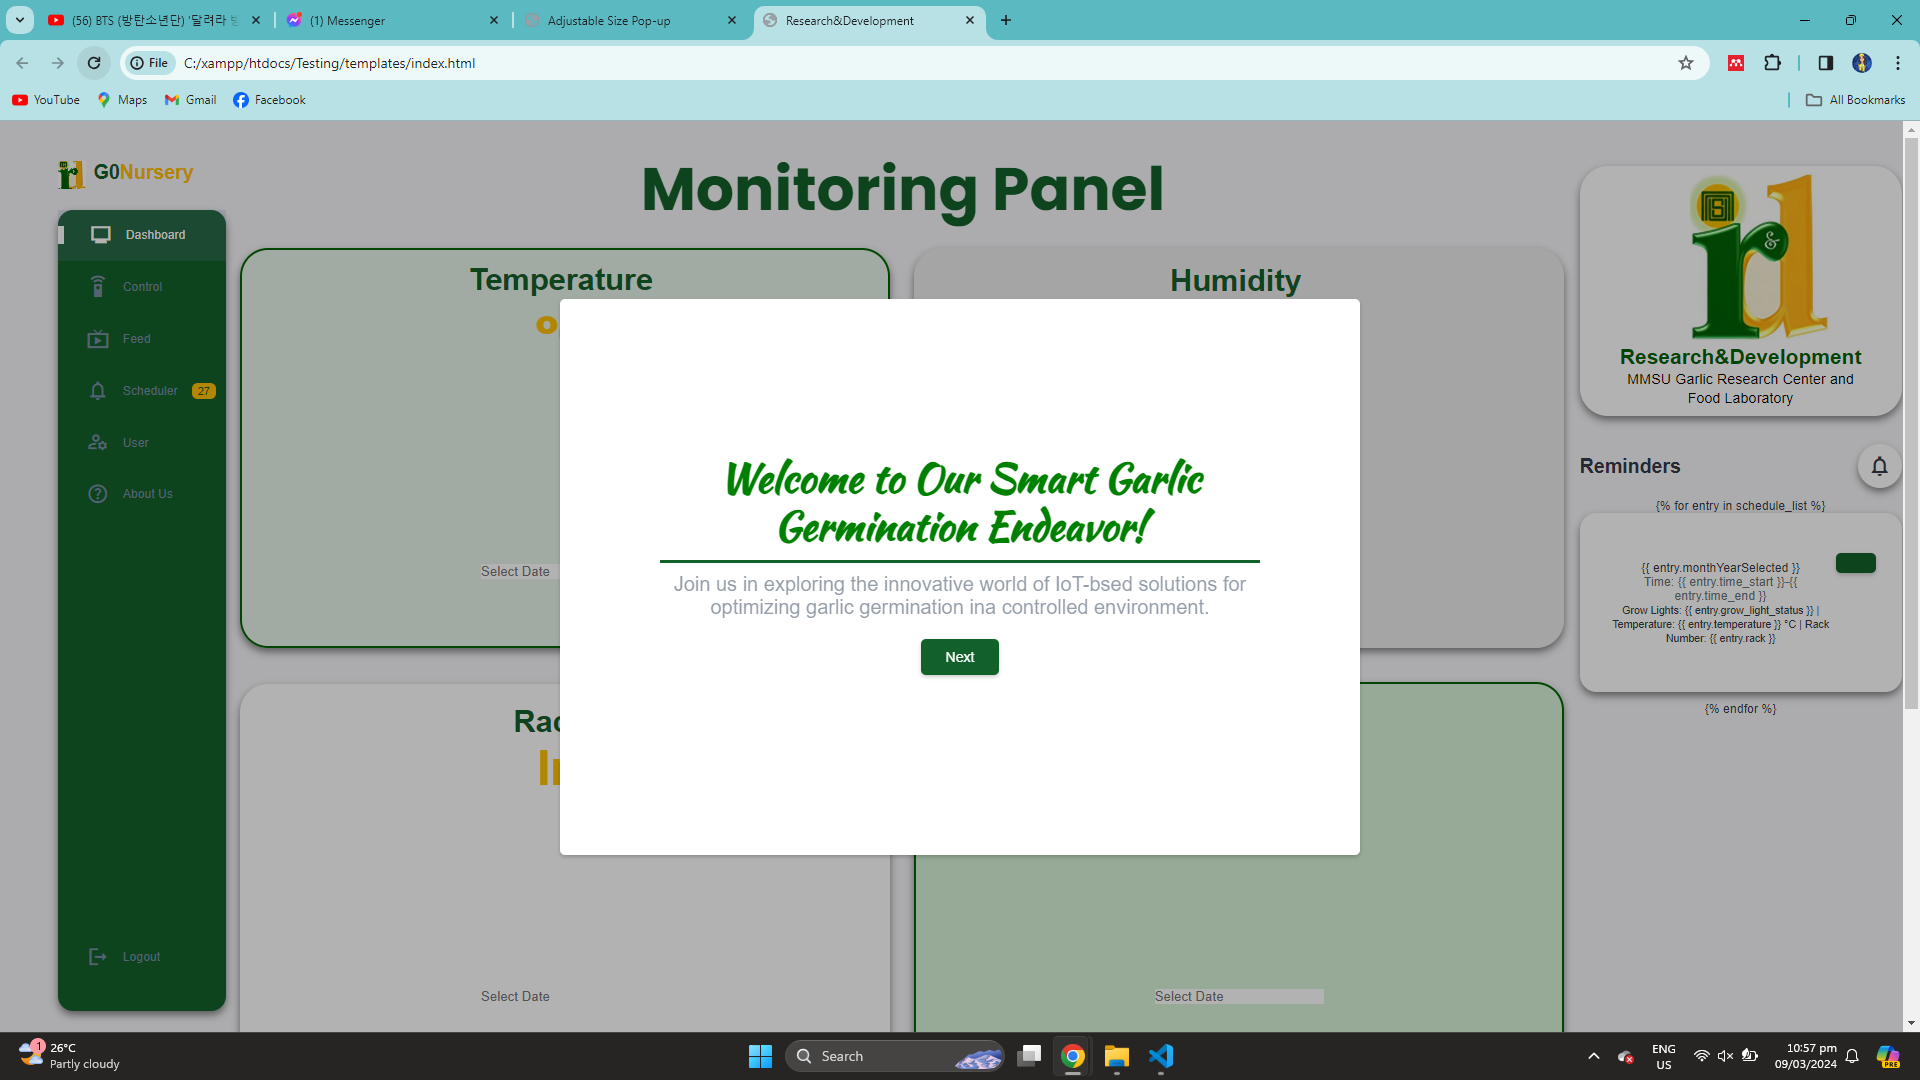 (56) BTS (방탄소년단) '달려라 방
(1) Messenger
Adjustable Size Pop-up
Research&Development
File
C:/xampp/htdocs/Testing/templates/index.html
YouTube
Maps
Gmail
Facebook
All Bookmarks
G0Nursery
Monitoring Panel
Dashboard
Control
Feed
Scheduler
27
User
About Us
Logout
Temperature
Humidity
Select Date
Select Date
Select Date
Welcome to Our Smart Garlic
Germination Endeavor!
Join us in exploring the innovative world of IoT-bsed solutions for
optimizing garlic germination ina controlled environment.
Next
rd
&
Research&Development
MMSU Garlic Research Center and
Food Laboratory
Reminders
{% for entry in schedule_list %}
{{ entry.monthYearSelected }}
Time: {{ entry.time_start }}-{{
entry.time_end }}
Grow Lights: {{ entry.grow_light_status }} |
Temperature: {{ entry.temperature }} °C | Rack
Number: {{ entry.rack }}
{% endfor %}
1
26°C
Partly cloudy
Search
ENG
US
10:57 pm
09/03/2024
PRE